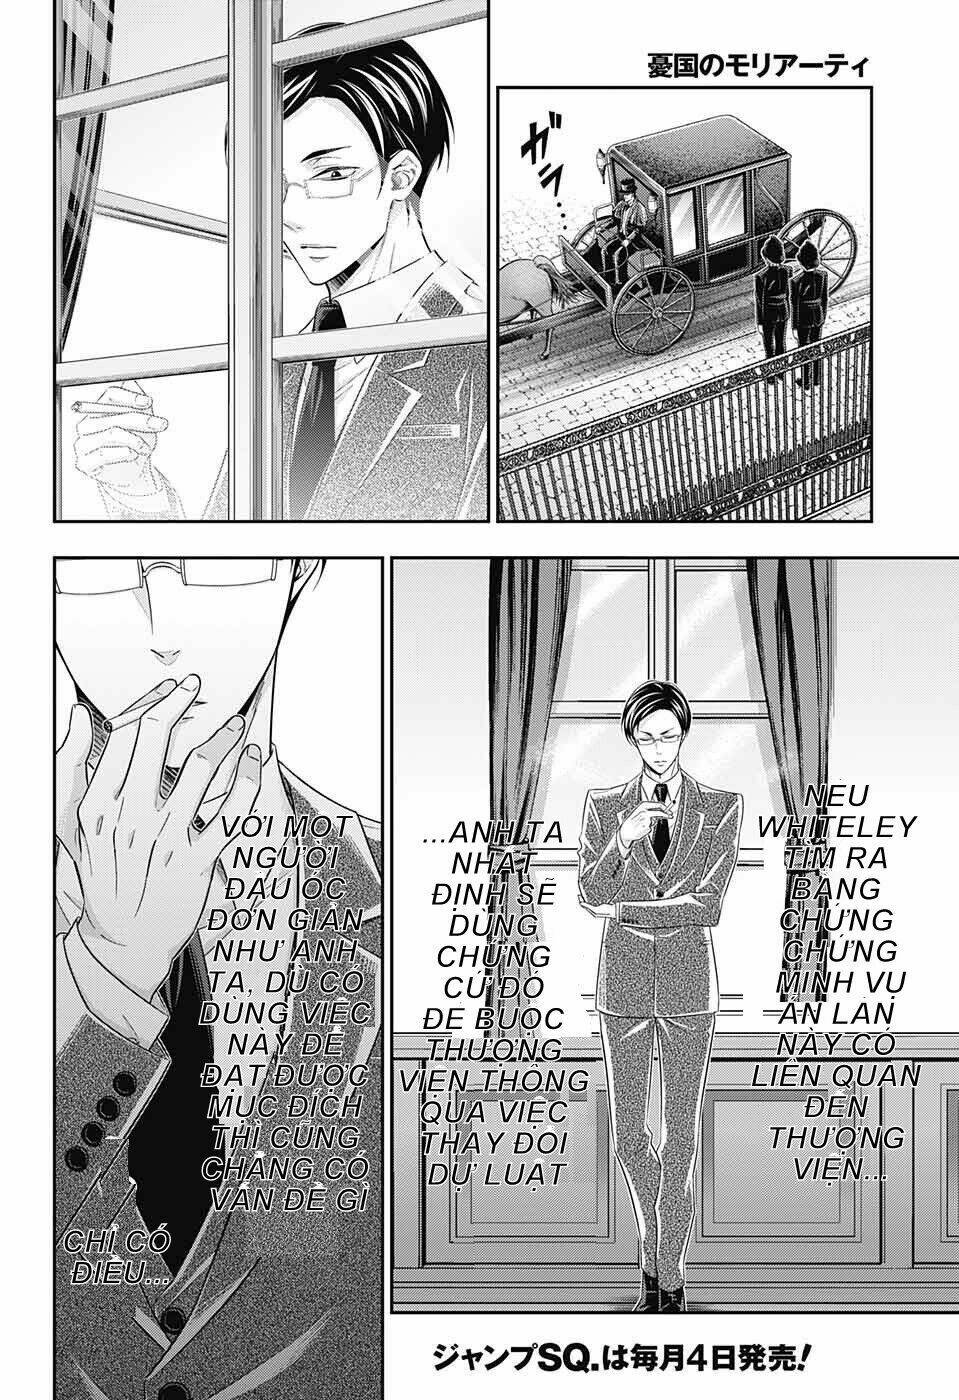 憂国のモリアーティ
ガッ
…
NẾU
WHITELEY
TÌM RA
BẰNG
CHỨNG
CHỨNG
MINH VỤ
ÁN LẦN
NÀY CÓ
LIÊN QUAN
ĐẾN
THƯỢNG
VIỆN...
...ANH TA
NHẤT
ĐỊNH SẼ
DÙNG
CHỨNG
CỨ ĐÓ
ĐỂ BUỘC
THƯỢNG
VIỆN THÔNG
QUA VIỆC
THAY ĐỔI
DỰ LUẬT
VỚI MỘT
NGƯỜI
ĐẦU ÓC
ĐƠN GIẢN
NHƯ ANH
TA, DÙ CÓ
DÙNG VIỆC
NÀY ĐỂ
ĐẠT ĐƯỢC
MỤC ĐÍCH
THÌ CŨNG
CHẲNG CÓ
VẤN ĐỀ GÌ
CHỈ CÓ
ĐIỀU...
ジャンプSQ.は毎月4日発売!